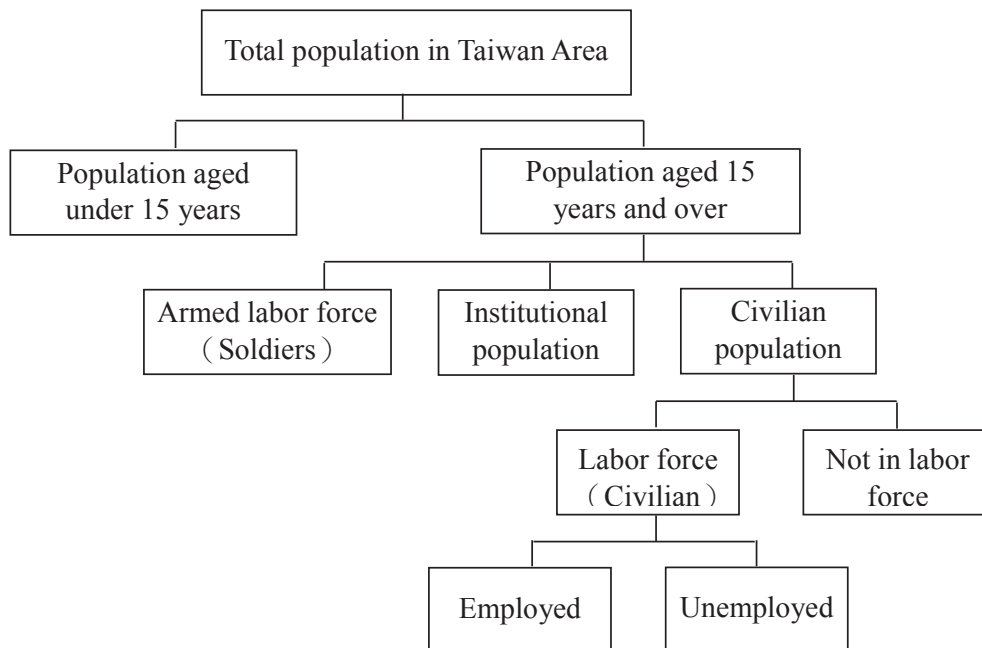 Total population in Taiwan Area
Population aged
under 15 years
Population aged 15
years and over
Armed labor force
（Soldiers）
Institutional
population
Civilian
population
Labor force
（Civilian）
Not in labor
force
Employed
Unemployed